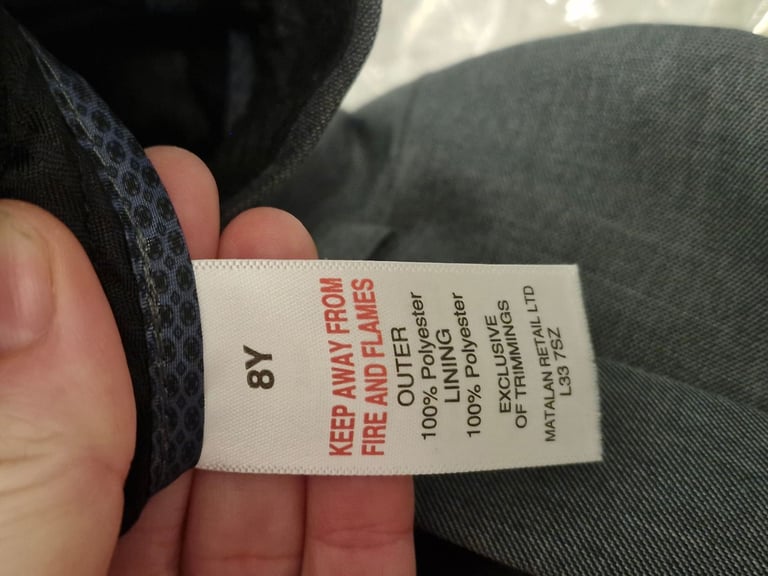 8Y
KEEP AWAY FROM
FIRE AND FLAMES
OUTER
100% Polyester
LINING
100% Polyester
EXCLUSIVE
OF TRIMMINGS
MATALAN RETAIL LTD
L33 7SZ